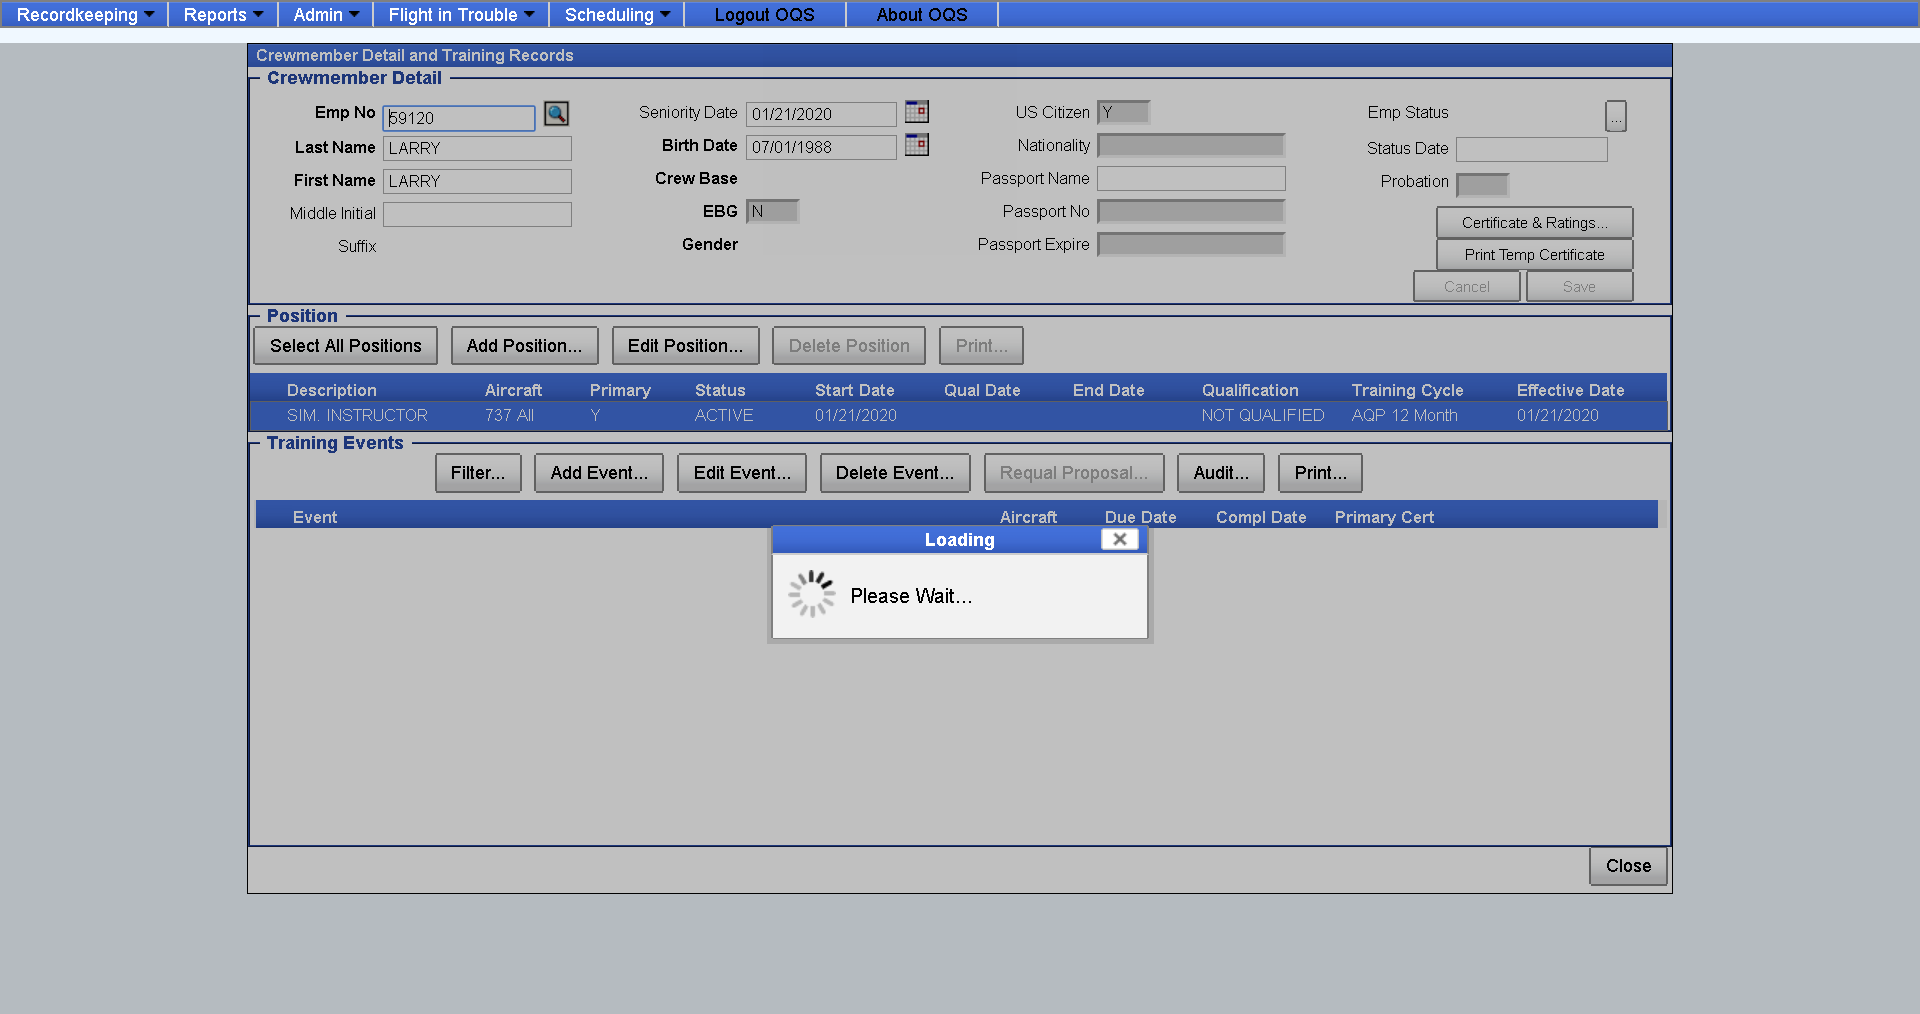 Recordkeeping Reports Admin Flight in Trouble Scheduling Logout OQS About OQS
Crewmember Detail and Training Records
Crewmember Detail
Emp No 59120 Seniority Date 01/21/2020 US Citizen Y Emp Status ...
Last Name LARRY Birth Date 07/01/1988 Nationality Status Date
First Name LARRY Crew Base Passport Name Probation
Middle Initial EBG N Passport No Certificate & Ratings...
Suffix Gender Passport Expire Print Temp Certificate
Cancel Save
Position
Select All Positions Add Position... Edit Position... Delete Position Print...
Description Aircraft Primary Status Start Date Qual Date End Date Qualification Training Cycle Effective Date
SIM. INSTRUCTOR 737 All Y ACTIVE 01/21/2020 NOT QUALIFIED AQP 12 Month 01/21/2020
Training Events
Filter... Add Event... Edit Event... Delete Event... Requal Proposal... Audit... Print...
Event Aircraft Due Date Compl Date Primary Cert
Loading
Please Wait...
Close